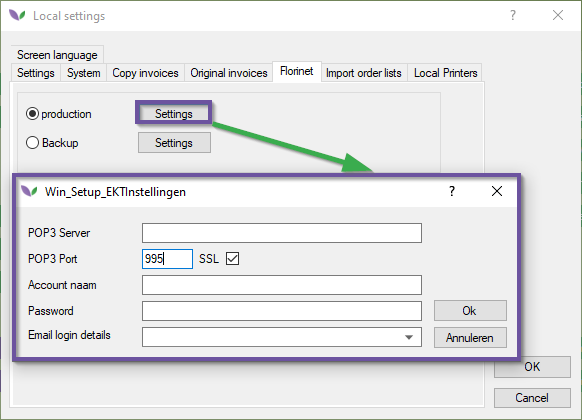 Local settings
?
Screen language
Settings System Copy invoices Original invoices Florinet Import order lists Local Printers
production Settings
Backup Settings
Win_Setup_EKTInstellingen
?
POP3 Server
POP3 Port 995 SSL
Account naam
Password Ok
Email login details Annuleren
OK
Cancel